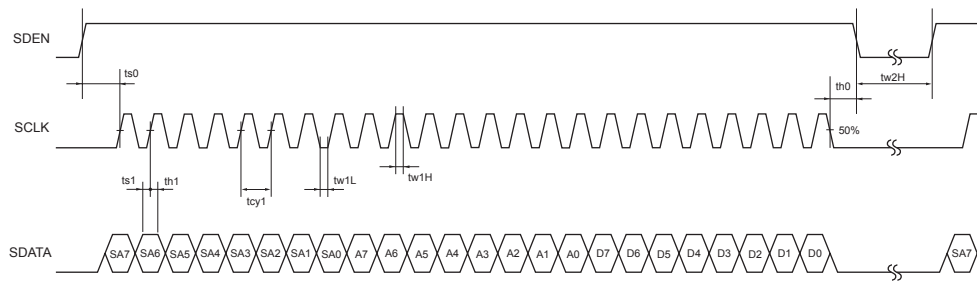 SDEN
ts0
th0
tw2H
SCLK
50%
ts1
th1
tcy1
tw1L
tw1H
SDATA
SA7 SA6 SA5 SA4 SA3 SA2 SA1 SA0 A7 A6 A5 A4 A3 A2 A1 A0 D7 D6 D5 D4 D3 D2 D1 D0 SA7